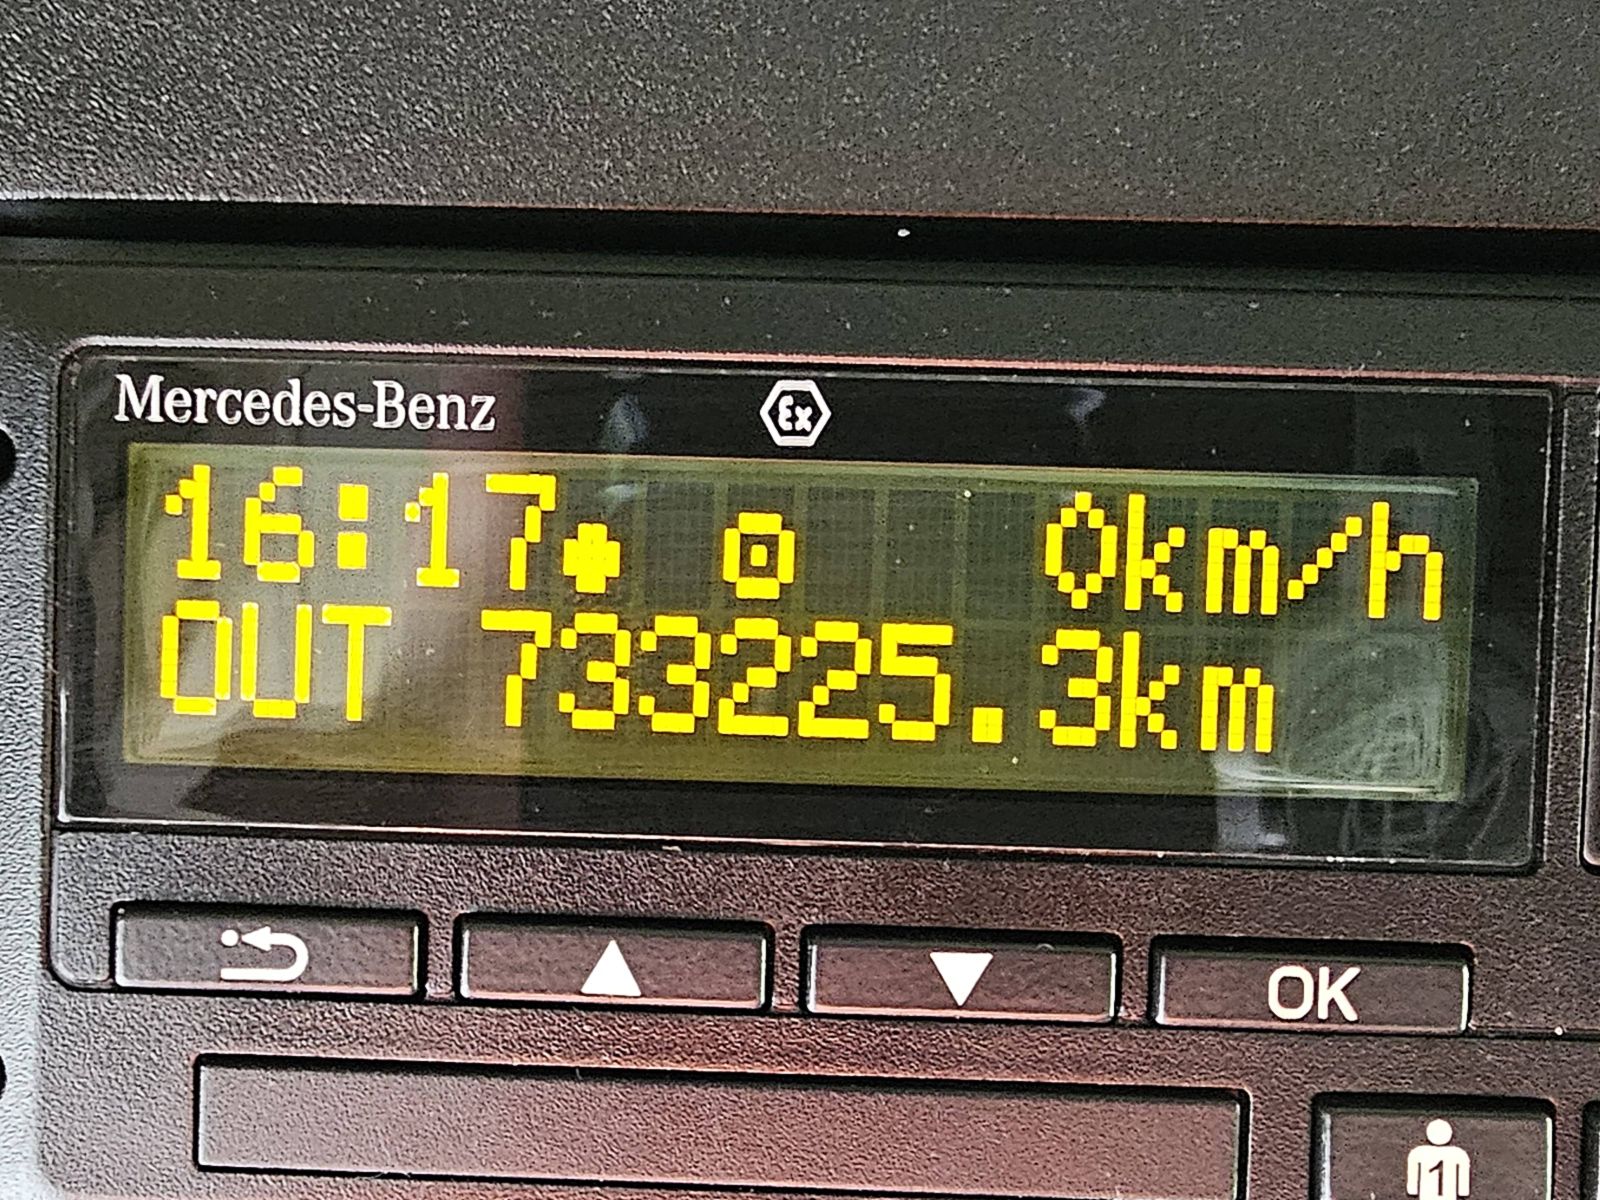 Mercedes-Benz
Ex
16:17 0km/h
OUT 733225.3km
OK
1